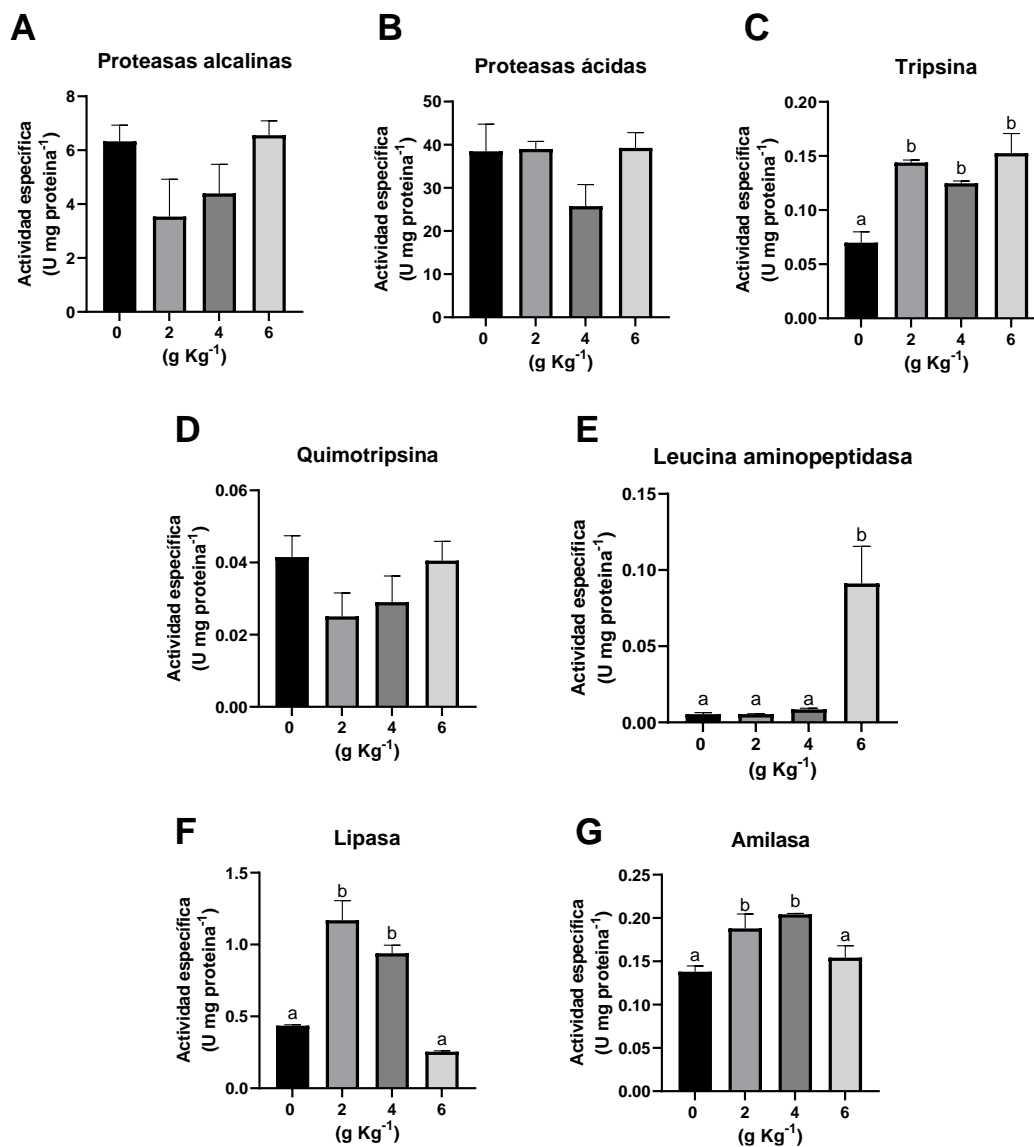 A
Proteasas alcalinas
Actividad específica
(U mg proteina-1)
8
6
4
2
0
0 2 4 6
(g Kg-1)
B
Proteasas ácidas
Actividad específica
(U mg proteina-1)
50
40
30
20
10
0
0 2 4 6
(g Kg-1)
C
Tripsina
Actividad específica
(U mg proteina-1)
0.20
0.15
0.10
0.05
0.00
a b b b
0 2 4 6
(g Kg-1)
D
Quimotripsina
Actividad específica
(U mg proteina-1)
0.06
0.04
0.02
0.00
0 2 4 6
(g Kg-1)
E
Leucina aminopeptidasa
Actividad específica
(U mg proteina-1)
0.15
0.10
0.05
0.00
a a a b
0 2 4 6
(g Kg-1)
F
Lipasa
Actividad específica
(U mg proteina-1)
1.5
1.0
0.5
0.0
a b b a
0 2 4 6
(g Kg-1)
G
Amilasa
Actividad específica
(U mg proteina-1)
0.25
0.20
0.15
0.10
0.05
0.00
a b b a
0 2 4 6
(g Kg-1)